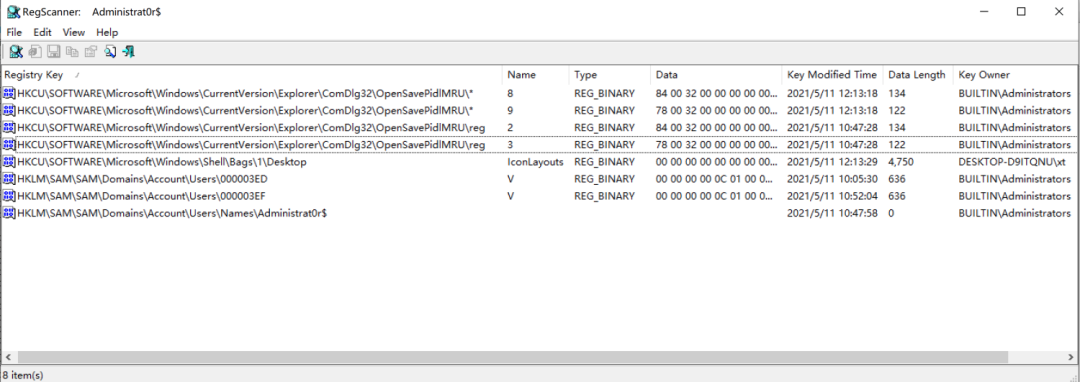 RegScanner:   Administrat0r$
File Edit View Help
Registry Key / Name Type Data Key Modified Time Data Length Key Owner
HKCU\SOFTWARE\Microsoft\Windows\CurrentVersion\Explorer\ComDlg32\OpenSavePidlMRU\* 8 REG_BINARY 84 00 32 00 00 00 00 00... 2021/5/11 12:13:18 134 BUILTIN\Administrators
HKCU\SOFTWARE\Microsoft\Windows\CurrentVersion\Explorer\ComDlg32\OpenSavePidlMRU\* 9 REG_BINARY 78 00 32 00 00 00 00 00... 2021/5/11 12:13:18 122 BUILTIN\Administrators
HKCU\SOFTWARE\Microsoft\Windows\CurrentVersion\Explorer\ComDlg32\OpenSavePidlMRU\reg 2 REG_BINARY 84 00 32 00 00 00 00 00... 2021/5/11 10:47:28 134 BUILTIN\Administrators
HKCU\SOFTWARE\Microsoft\Windows\CurrentVersion\Explorer\ComDlg32\OpenSavePidlMRU\reg 3 REG_BINARY 78 00 32 00 00 00 00 00... 2021/5/11 10:47:28 122 BUILTIN\Administrators
HKCU\SOFTWARE\Microsoft\Windows\Shell\Bags\1\Desktop IconLayouts REG_BINARY 00 00 00 00 00 00 00 00... 2021/5/11 12:13:29 4,750 DESKTOP-D9ITQNU\xt
HKLM\SAM\SAM\Domains\Account\Users\000003ED V REG_BINARY 00 00 00 00 0C 01 00 0... 2021/5/11 10:05:30 636 BUILTIN\Administrators
HKLM\SAM\SAM\Domains\Account\Users\000003EF V REG_BINARY 00 00 00 00 0C 01 00 0... 2021/5/11 10:52:04 636 BUILTIN\Administrators
HKLM\SAM\SAM\Domains\Account\Users\Names\Administrat0r$ 2021/5/11 10:47:58 0 BUILTIN\Administrators
8 item(s)